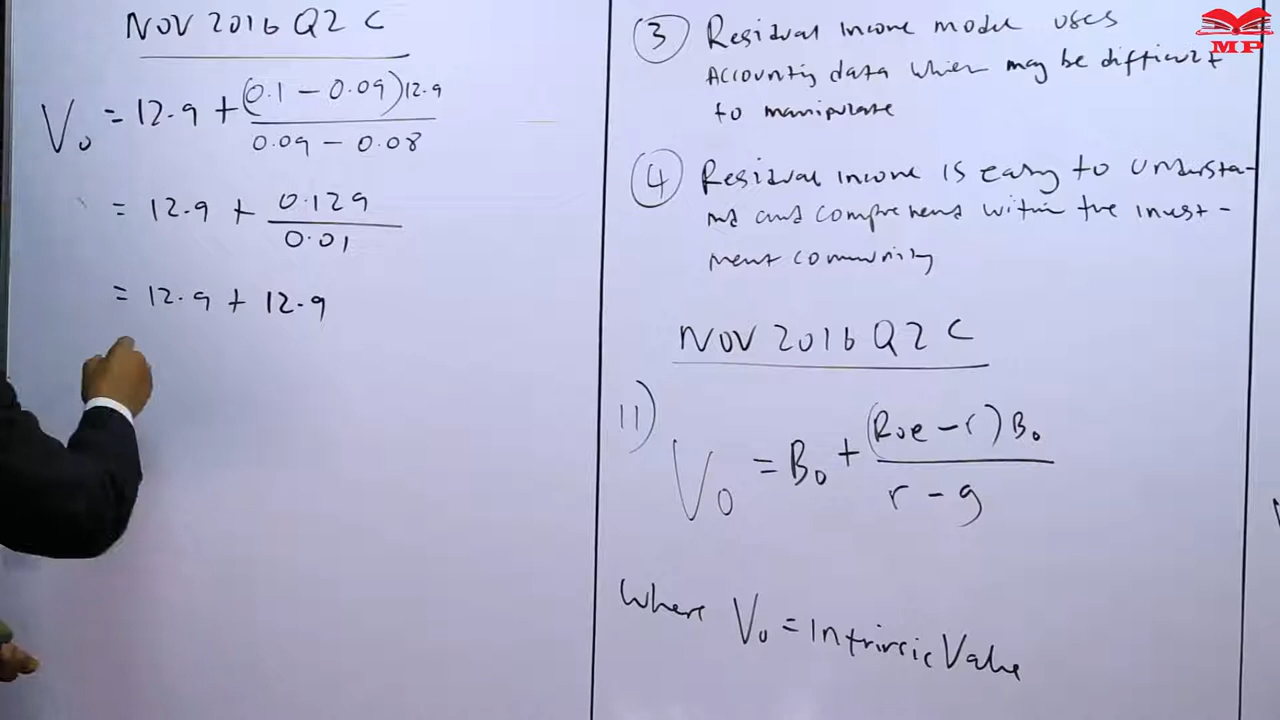 NOV 2016 Q2 C
V₀ = 12.9 + (0.1 − 0.09)12.9
0.09 − 0.08
= 12.9 + 0.129
0.01
= 12.9 + 12.9
③ Residual income model uses
Accounting data which may be difficult
to manipulate
④ Residual income is easy to understa-
nd and comprehend within the invest-
ment community
NOV 2016 Q2 C
11)
V₀ = B₀ + (Roe − r) B₀
r − g
where V₀ = Intrinsic Value
MP